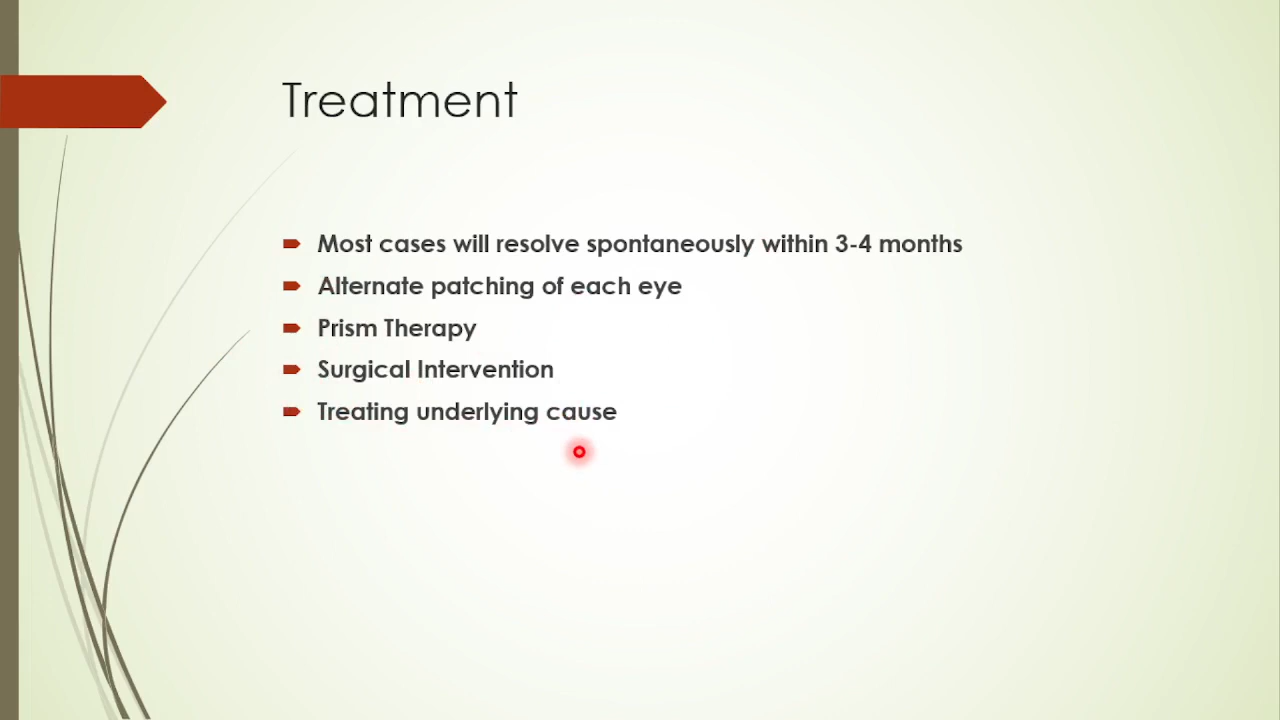 Treatment
Most cases will resolve spontaneously within 3-4 months
Alternate patching of each eye
Prism Therapy
Surgical Intervention
Treating underlying cause